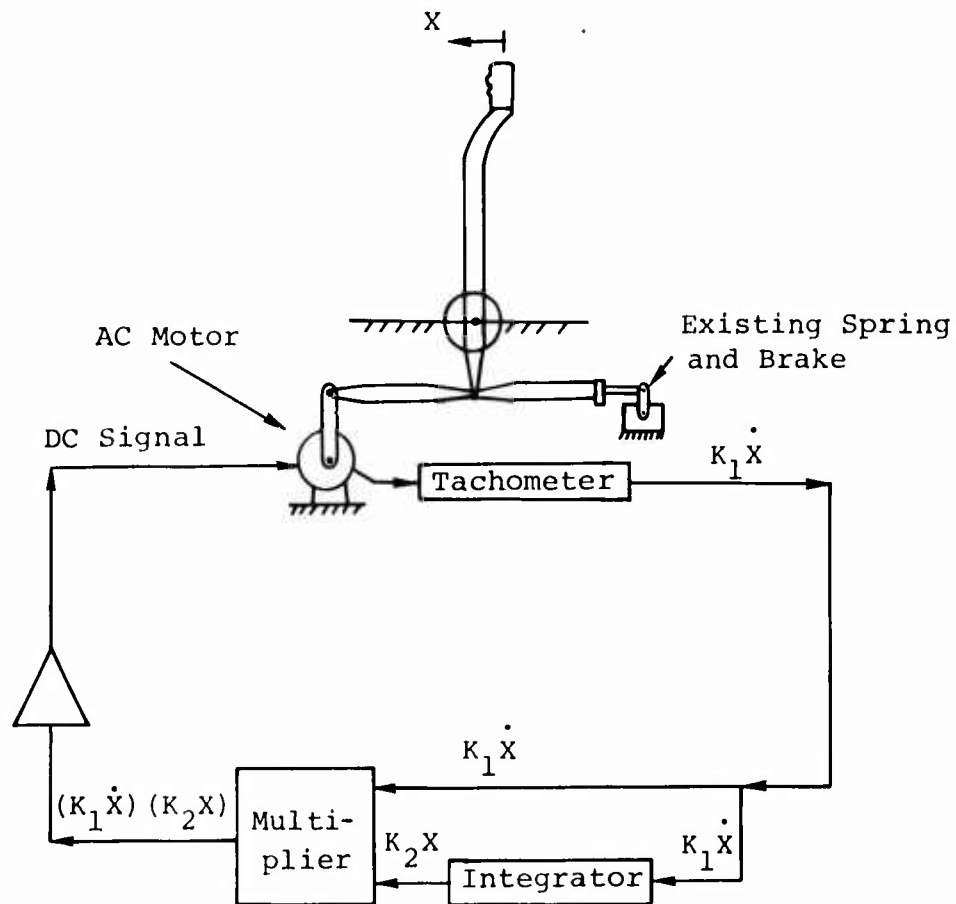 X
AC Motor
Existing Spring
and Brake
DC Signal
Tachometer
K₁Ẋ
K₁Ẋ
(K₁Ẋ)(K₂X)
Multi-
plier
K₂X
K₁Ẋ
Integrator